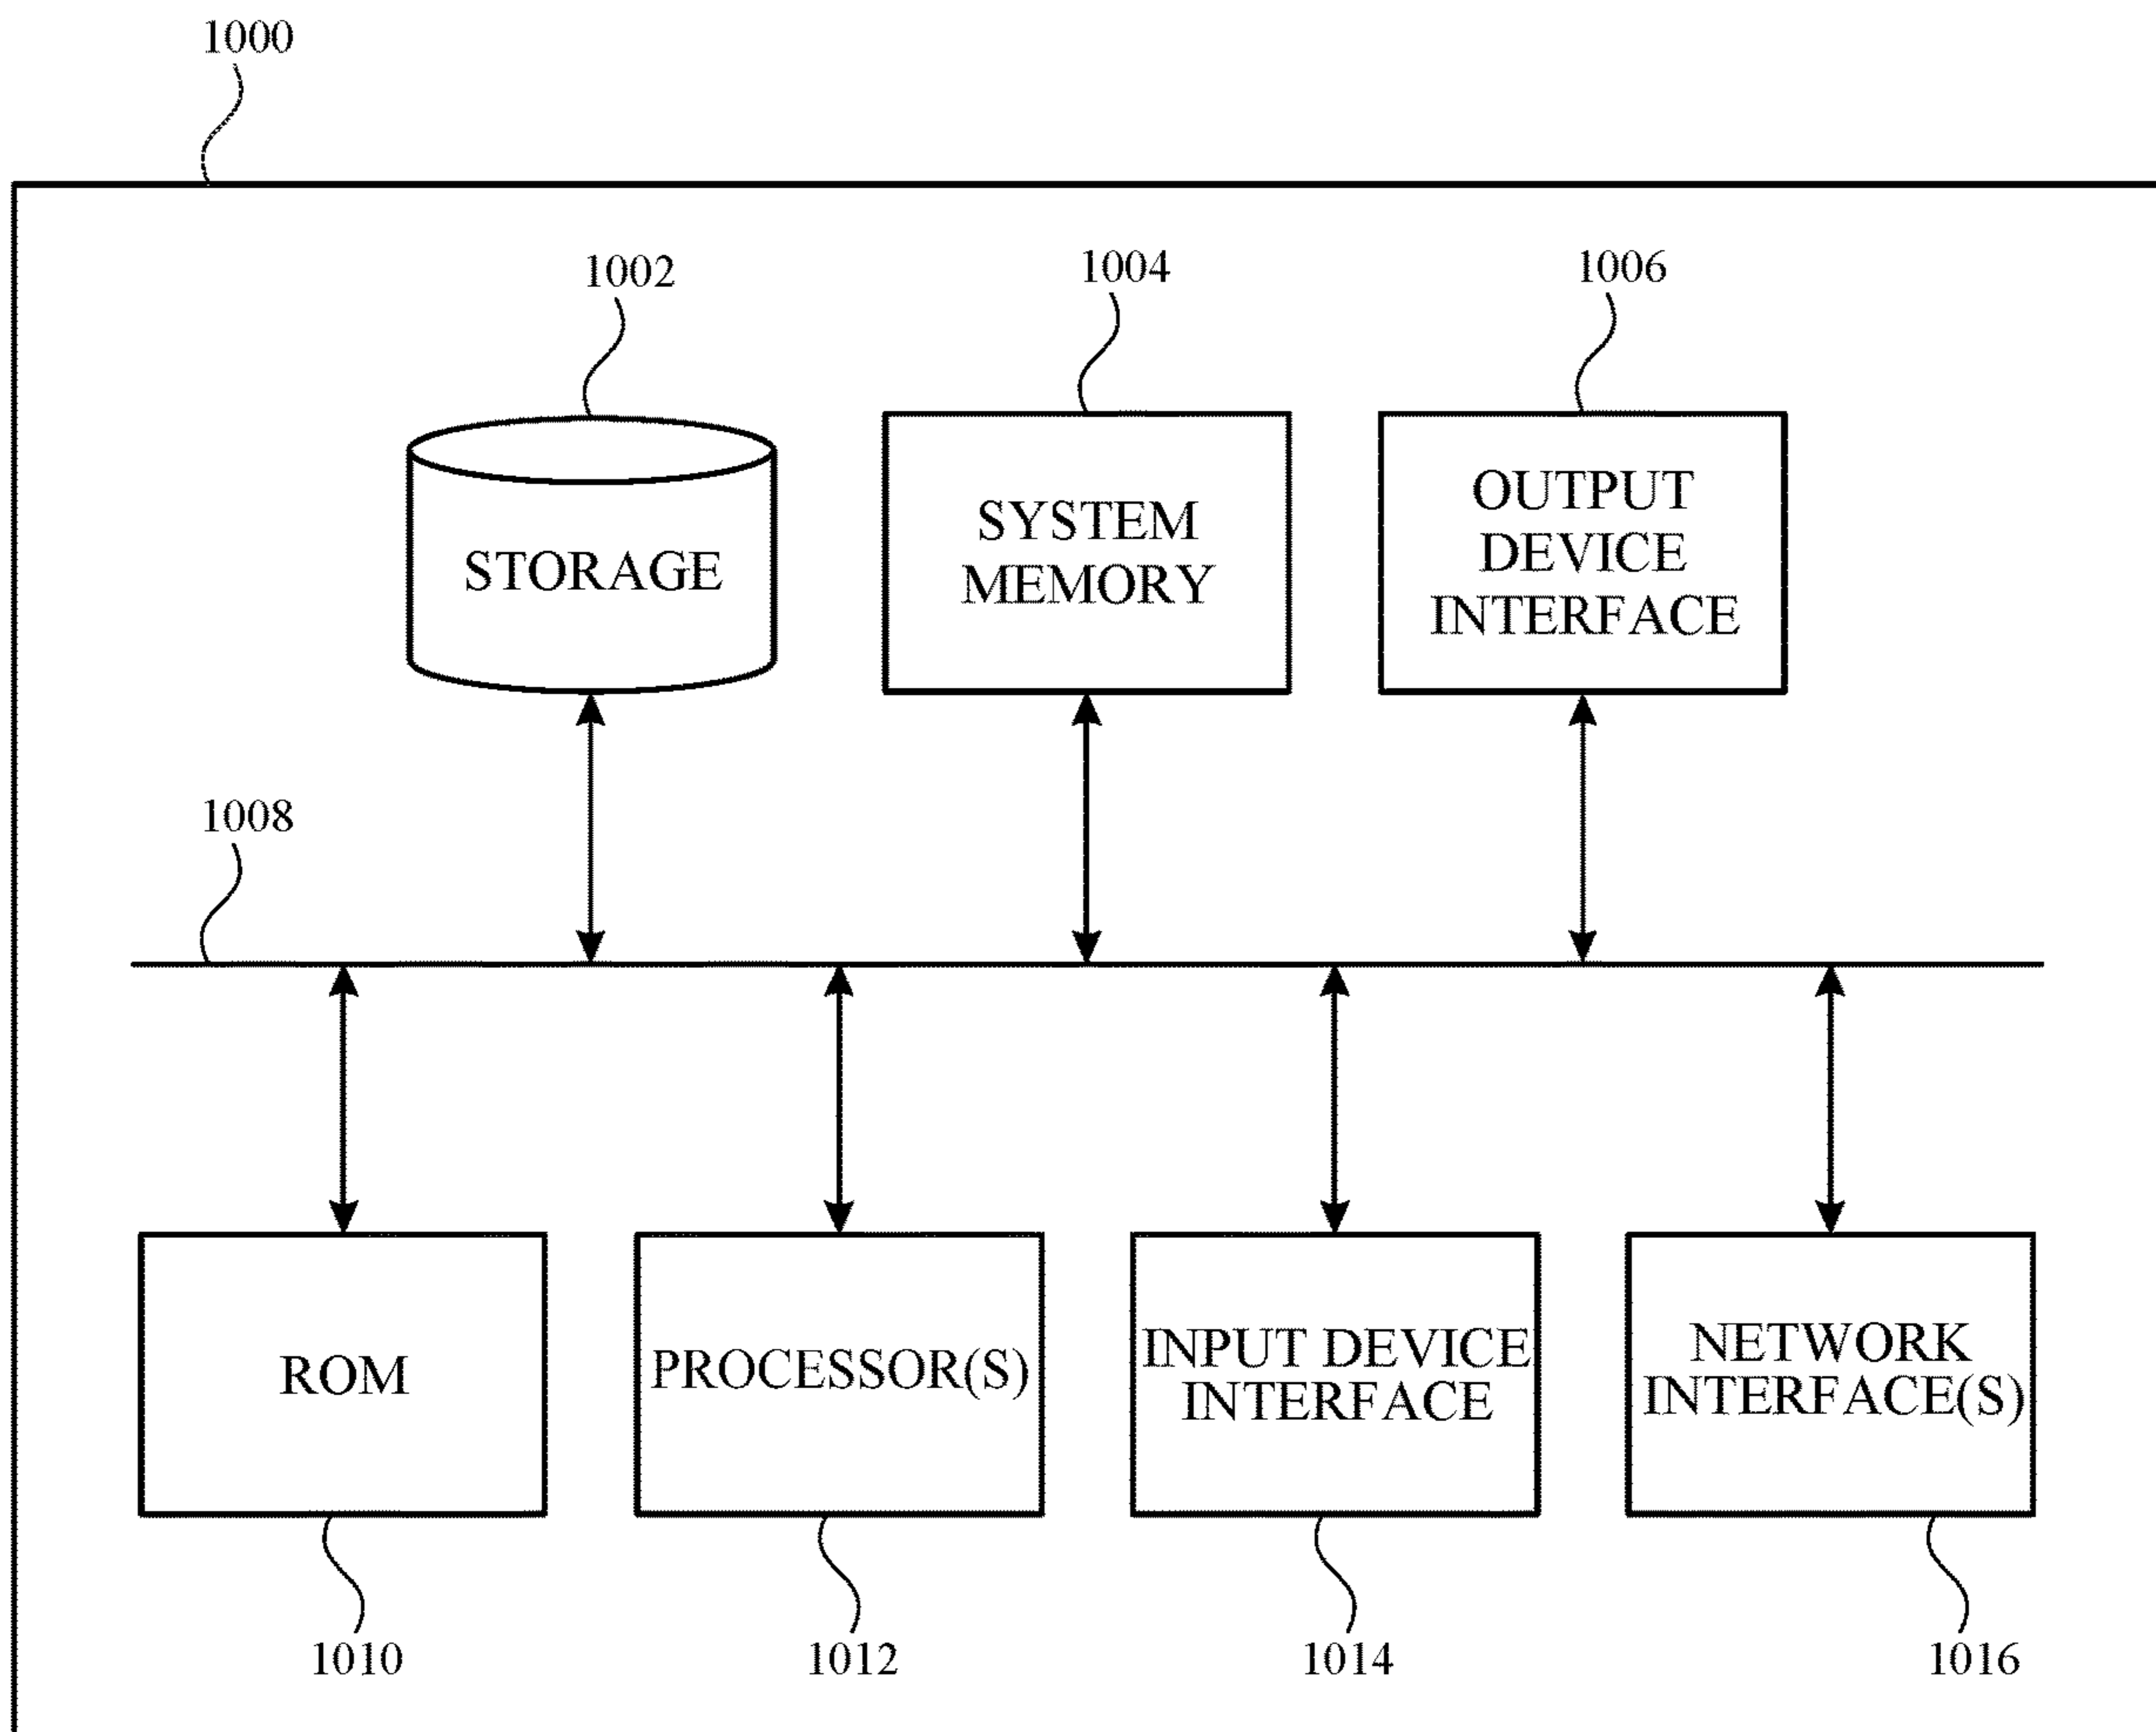 1000
1002
1004
1006
STORAGE
SYSTEM
MEMORY
OUTPUT
DEVICE
INTERFACE
1008
ROM
PROCESSOR(S)
INPUT DEVICE
INTERFACE
NETWORK
INTERFACE(S)
1010
1012
1014
1016